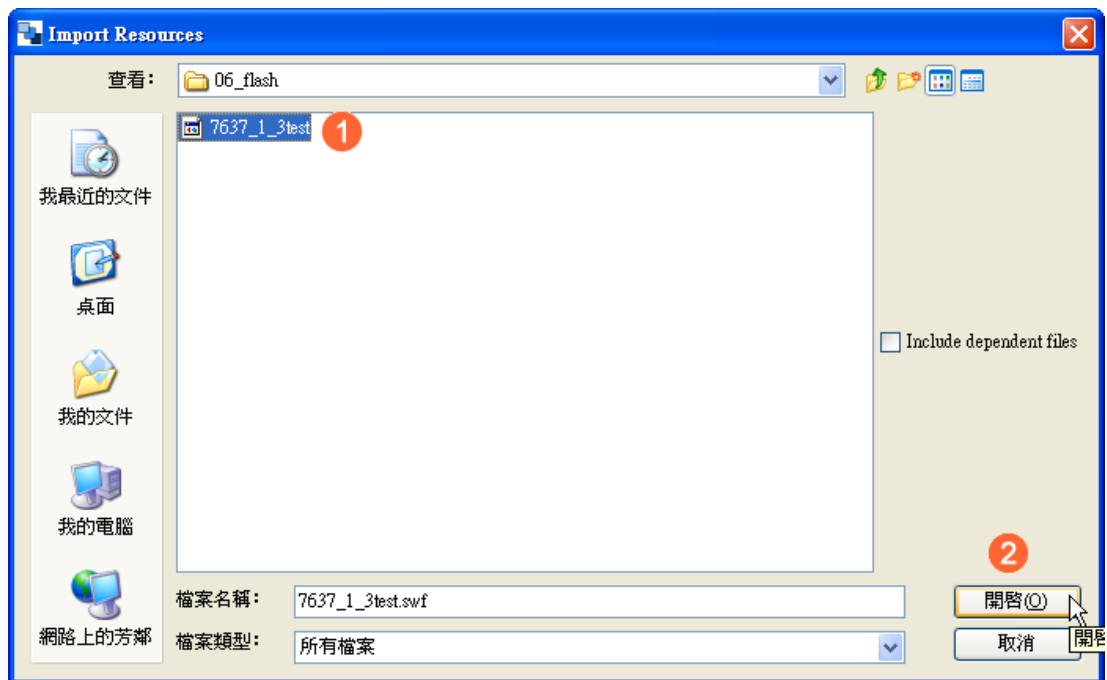 Import Resources
查看：
06_flash
7637_1_3test
1
我最近的文件
桌面
Include dependent files
我的文件
我的電腦
2
檔案名稱：
7637_1_3test.swf
開啓(O)
網路上的芳鄰
檔案類型：
所有檔案
取消
開啓